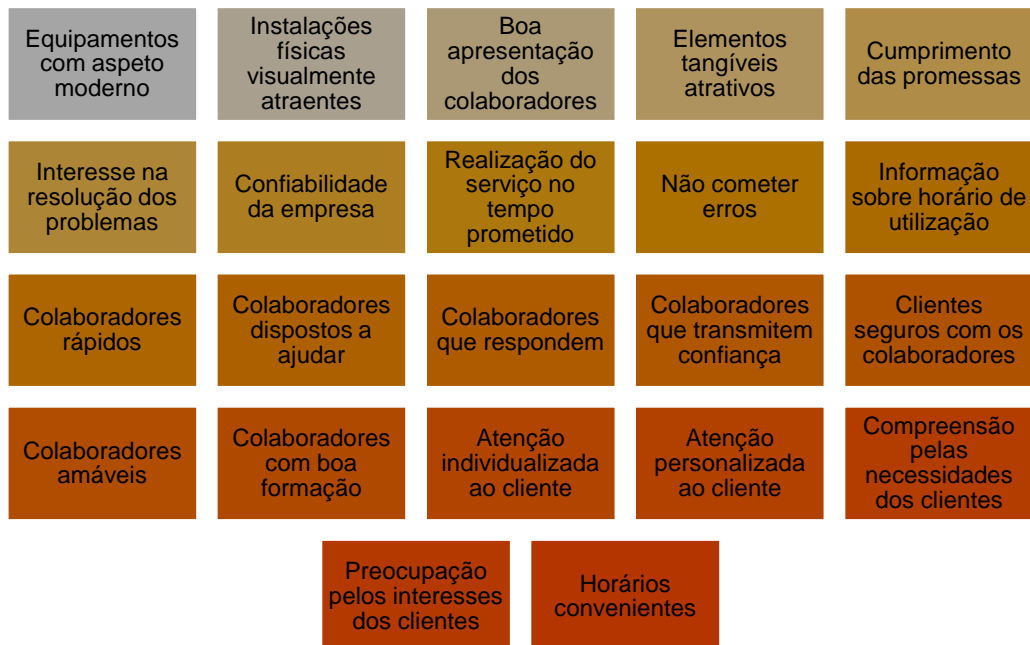 Equipamentos
com aspeto
moderno
Instalações
físicas
visualmente
atraentes
Boa
apresentação
dos
colaboradores
Elementos
tangíveis
atrativos
Cumprimento
das promessas
Interesse na
resolução dos
problemas
Confiabilidade
da empresa
Realização do
serviço no
tempo
prometido
Não cometer
erros
Informação
sobre horário de
utilização
Colaboradores
rápidos
Colaboradores
dispostos a
ajudar
Colaboradores
que respondem
Colaboradores
que transmitem
confiança
Clientes
seguros com os
colaboradores
Colaboradores
amáveis
Colaboradores
com boa
formação
Atenção
individualizada
ao cliente
Atenção
personalizada
ao cliente
Compreensão
pelas
necessidades
dos clientes
Preocupação
pelos interesses
dos clientes
Horários
convenientes